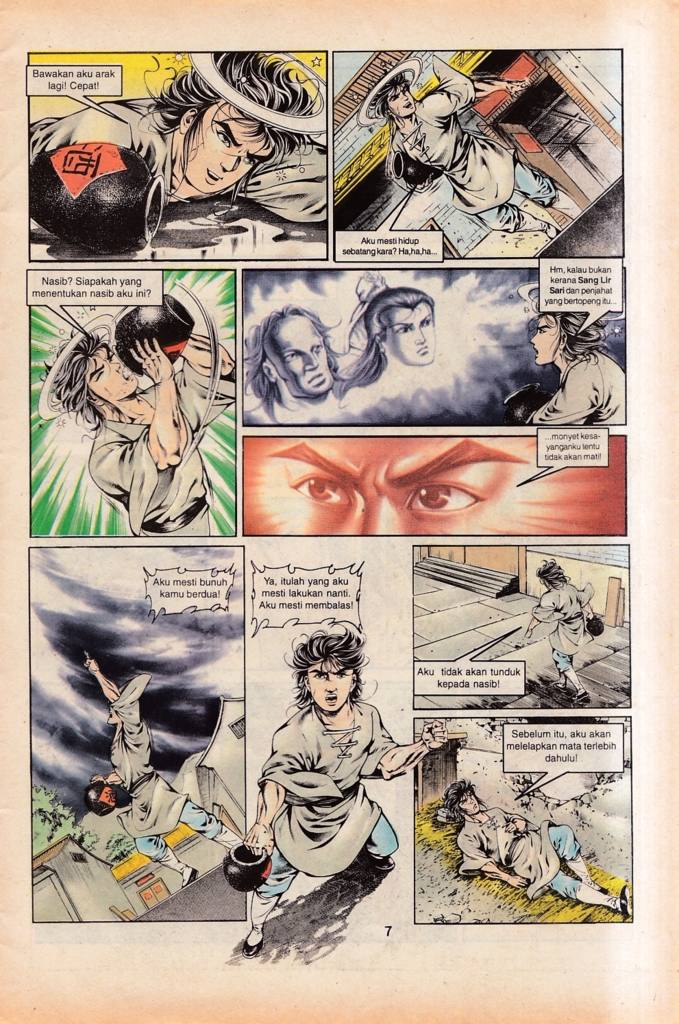 Bawakan aku arak
lagi! Cepat!
酒
Aku mesti hidup
sebatang kara? Ha,ha,ha...
Nasib? Siapakah yang
menentukan nasib aku ini?
Hm, kalau bukan
kerana Sang Lir
Sari dan penjahat
yang bertopeng itu...
...monyet kesa-
yanganku tentu
tidak akan mati!
Aku mesti bunuh
kamu berdua!
Ya, itulah yang aku
mesti lakukan nanti.
Aku mesti membalas!
Aku tidak akan tunduk
kepada nasib!
Sebelum itu, aku akan
melelapkan mata terlebih
dahulu!
7